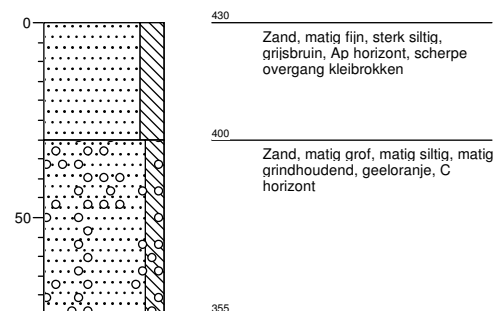 0
430
Zand, matig fijn, sterk siltig,
grijsbruin, Ap horizont, scherpe
overgang kleibrokken
400
Zand, matig grof, matig siltig, matig
grindhoudend, geeloranje, C
horizont
50
355